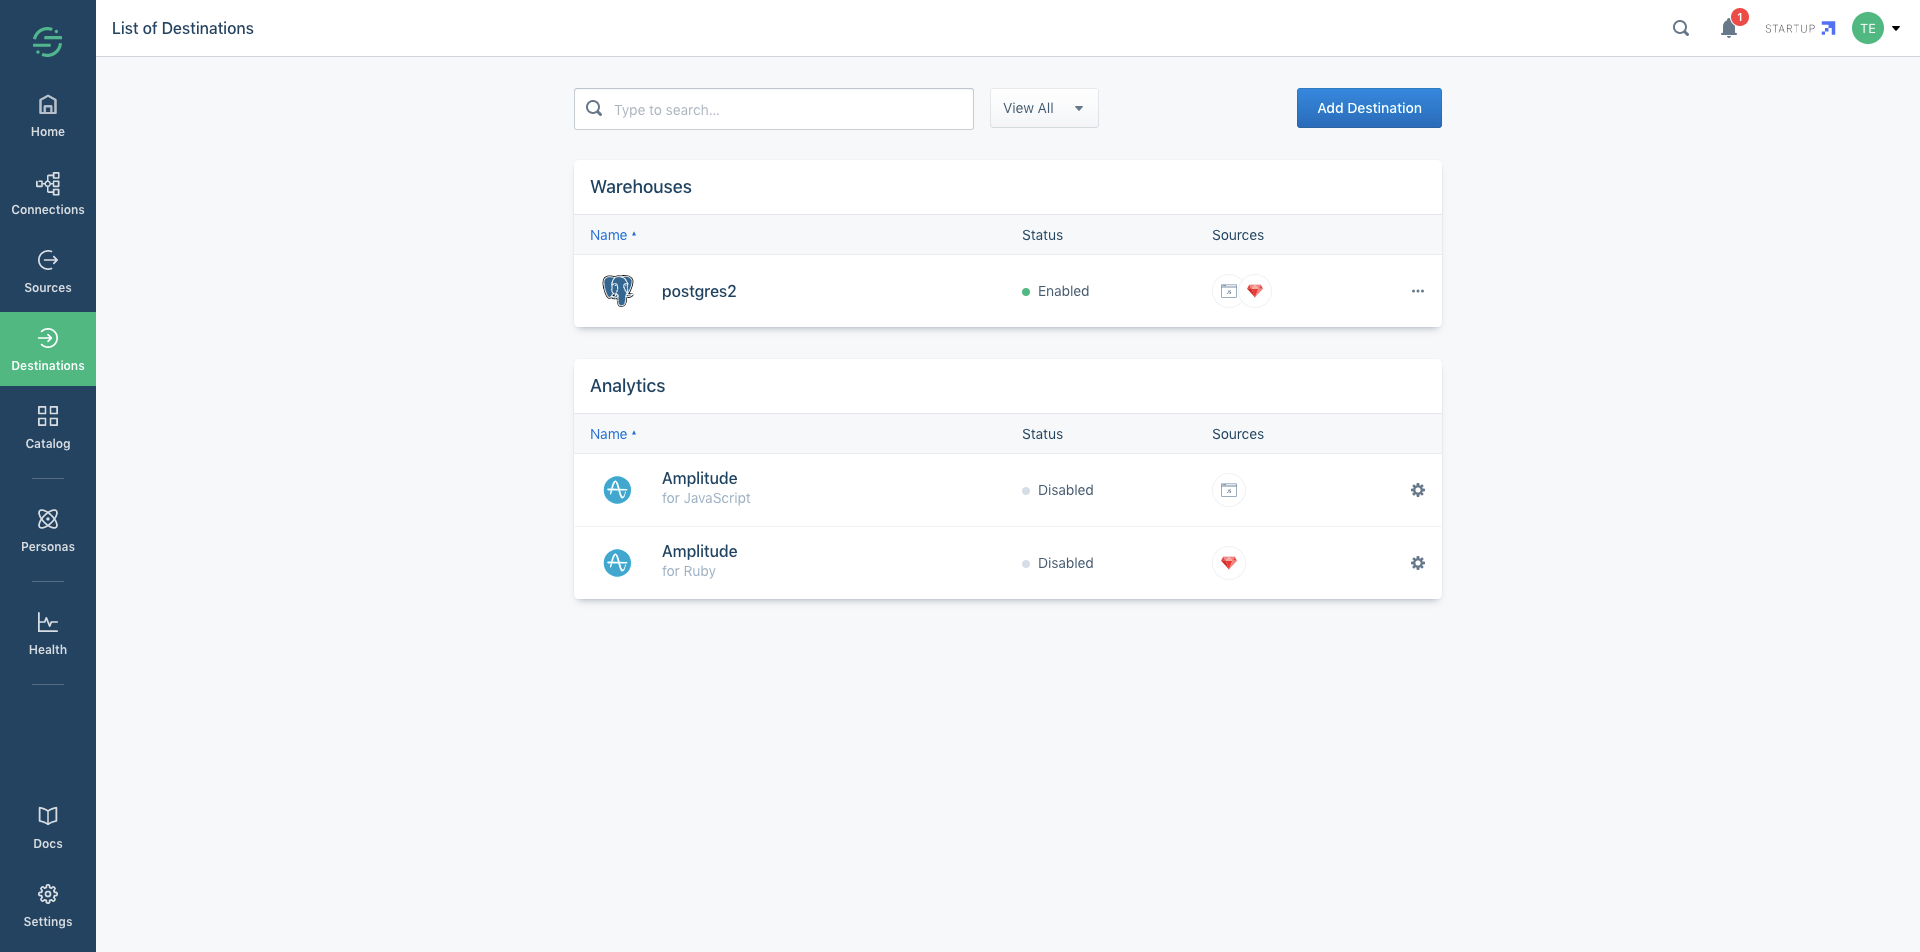 List of Destinations
1
STARTUP
TE
Home
Connections
Sources
Destinations
Catalog
Personas
Health
Docs
Settings
Type to search...
View All
Add Destination
Warehouses
Name Status Sources
postgres2 Enabled
Analytics
Name Status Sources
Amplitude
for JavaScript
Disabled
Amplitude
for Ruby
Disabled